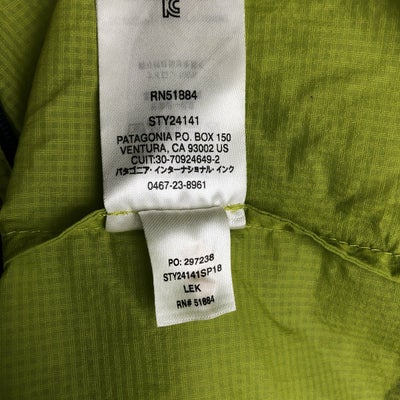 RN51884
STY24141
PATAGONIA P.O. BOX 150
VENTURA, CA 93002 US
CUIT:30-70924649-2
パタゴニア・インターナショナル・インク
0467-23-8961
PO: 297238
STY24141SP18
LEK
RN# 51884